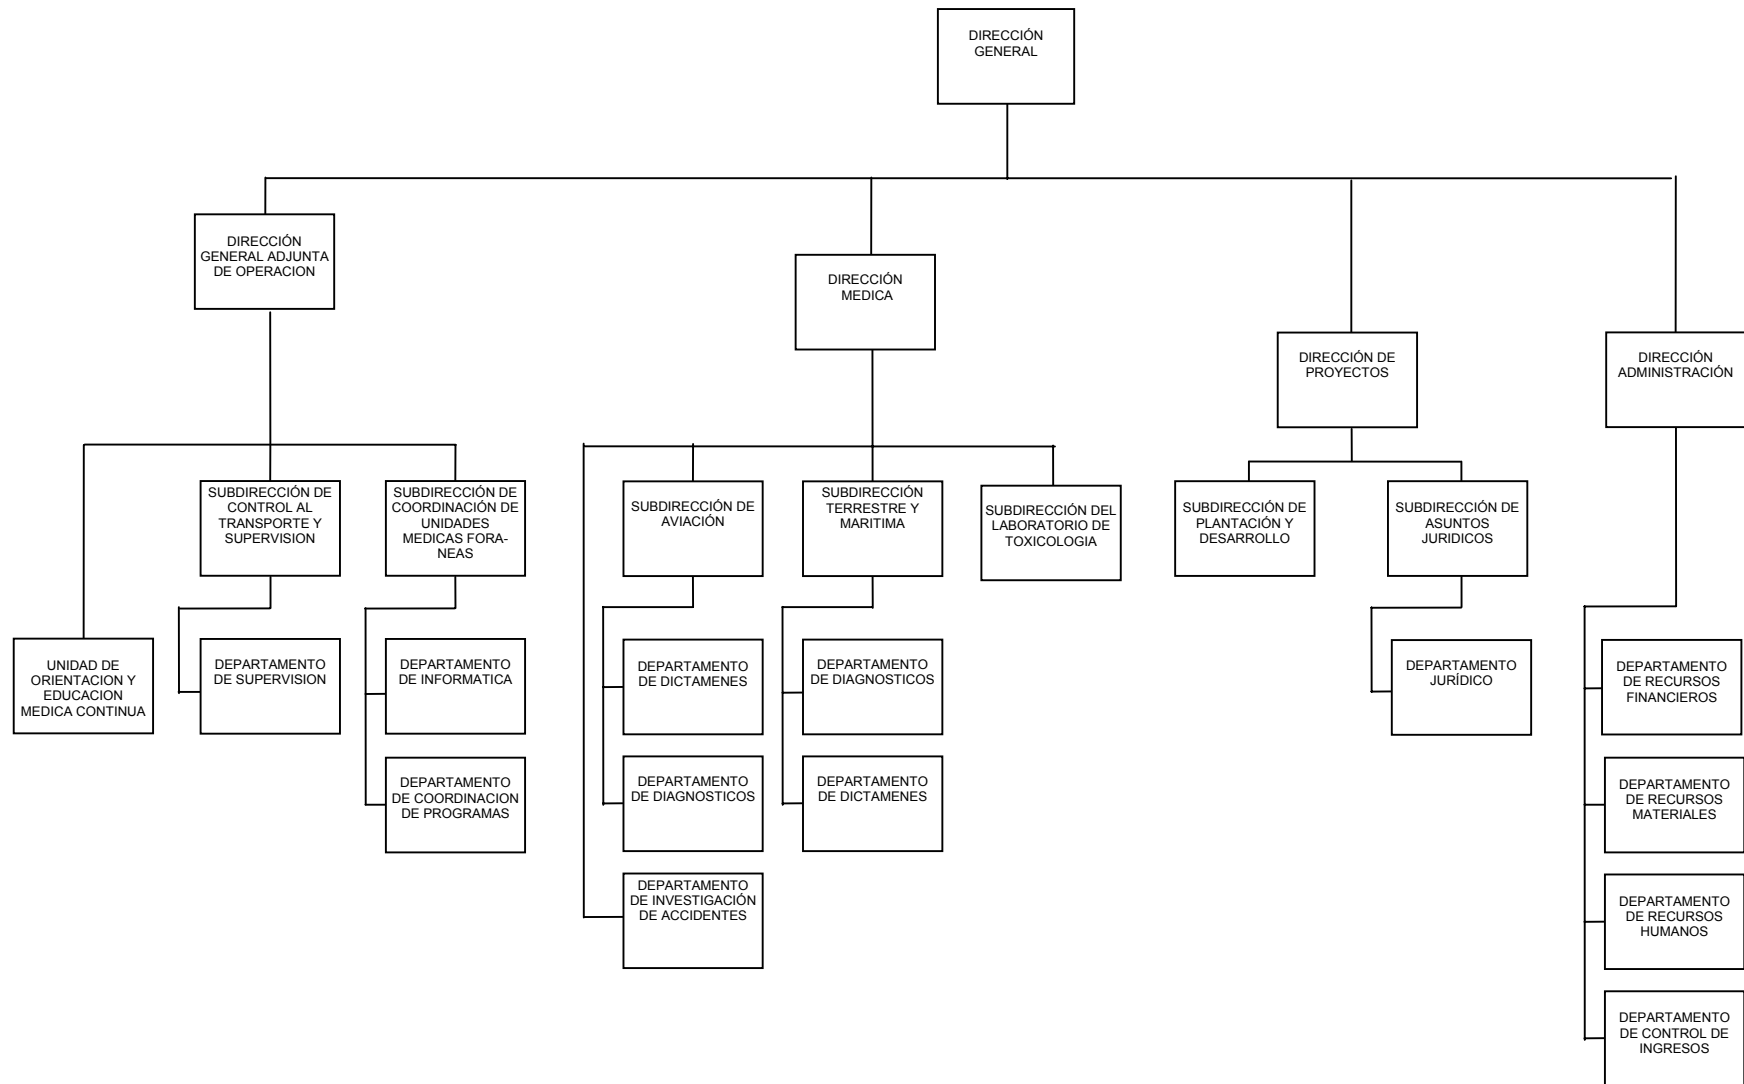 DIRECCIÓN
GENERAL
DIRECCIÓN
GENERAL ADJUNTA
DE OPERACION
DIRECCIÓN
MEDICA
DIRECCIÓN DE
PROYECTOS
DIRECCIÓN
ADMINISTRACIÓN
SUBDIRECCIÓN DE
CONTROL AL
TRANSPORTE Y
SUPERVISION
SUBDIRECCIÓN DE
COORDINACIÓN DE
UNIDADES
MEDICAS FORA-
NEAS
SUBDIRECCIÓN DE
AVIACIÓN
SUBDIRECCIÓN
TERRESTRE Y
MARITIMA
SUBDIRECCIÓN DEL
LABORATORIO DE
TOXICOLOGIA
SUBDIRECCIÓN DE
PLANTACIÓN Y
DESARROLLO
SUBDIRECCIÓN DE
ASUNTOS
JURIDICOS
UNIDAD DE
ORIENTACION Y
EDUCACION
MEDICA CONTINUA
DEPARTAMENTO
DE SUPERVISION
DEPARTAMENTO
DE INFORMATICA
DEPARTAMENTO
DE DICTAMENES
DEPARTAMENTO
DE DIAGNOSTICOS
DEPARTAMENTO
JURÍDICO
DEPARTAMENTO
DE RECURSOS
FINANCIEROS
DEPARTAMENTO
DE COORDINACION
DE PROGRAMAS
DEPARTAMENTO
DE DIAGNOSTICOS
DEPARTAMENTO
DE DICTAMENES
DEPARTAMENTO
DE RECURSOS
MATERIALES
DEPARTAMENTO
DE INVESTIGACIÓN
DE ACCIDENTES
DEPARTAMENTO
DE RECURSOS
HUMANOS
DEPARTAMENTO
DE CONTROL DE
INGRESOS